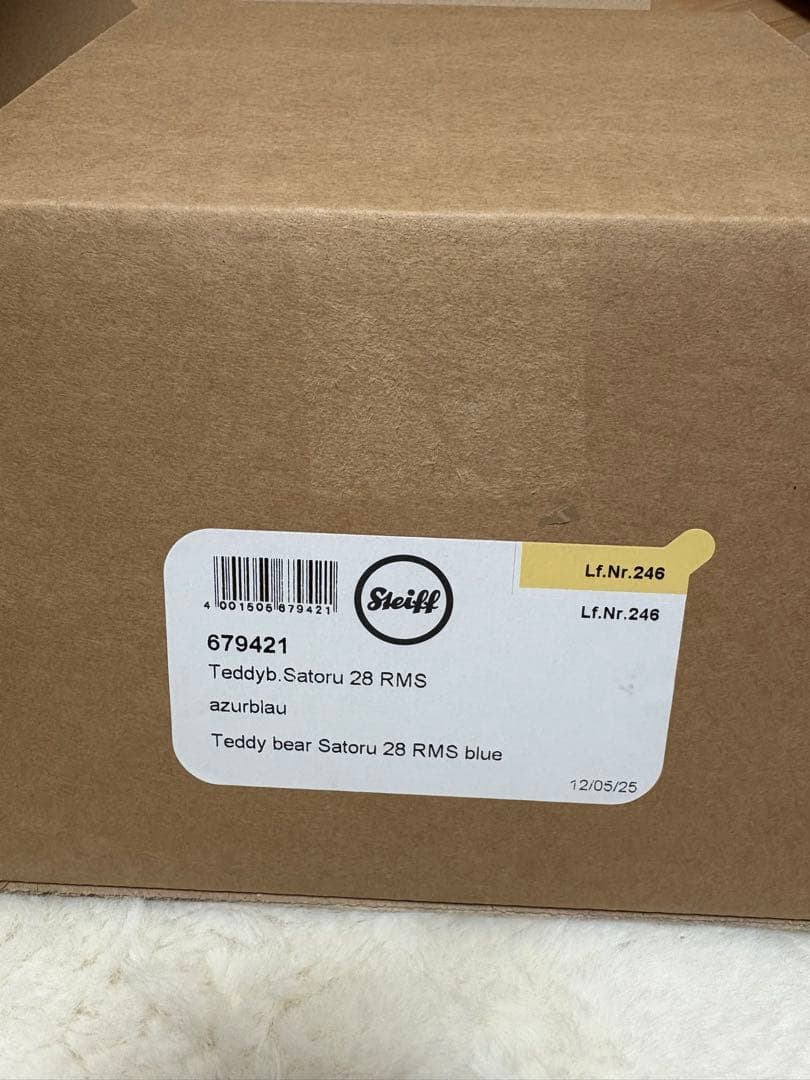 4 001505 679421
Steiff
Lf.Nr.246
Lf.Nr.246
679421
Teddyb.Satoru 28 RMS
azurblau
Teddy bear Satoru 28 RMS blue
12/05/25